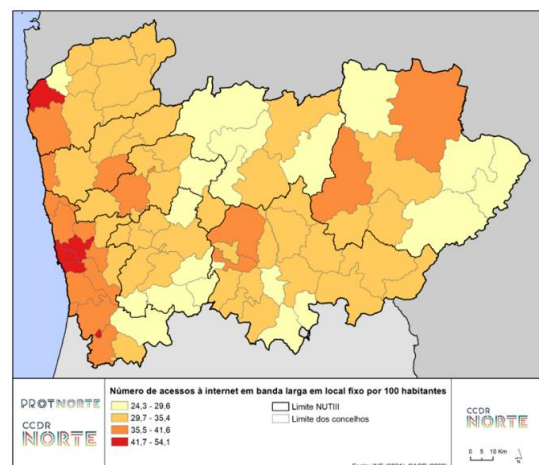 Número de acessos à internet em banda larga em local fixo por 100 habitantes
24,3 - 29,6
29,7 - 35,4
35,5 - 41,6
41,7 - 54,1
Limite NUTIII
Limite dos concelhos
PROTNORTE
CCDR
NORTE
CCDR
NORTE
0 5 10 Km